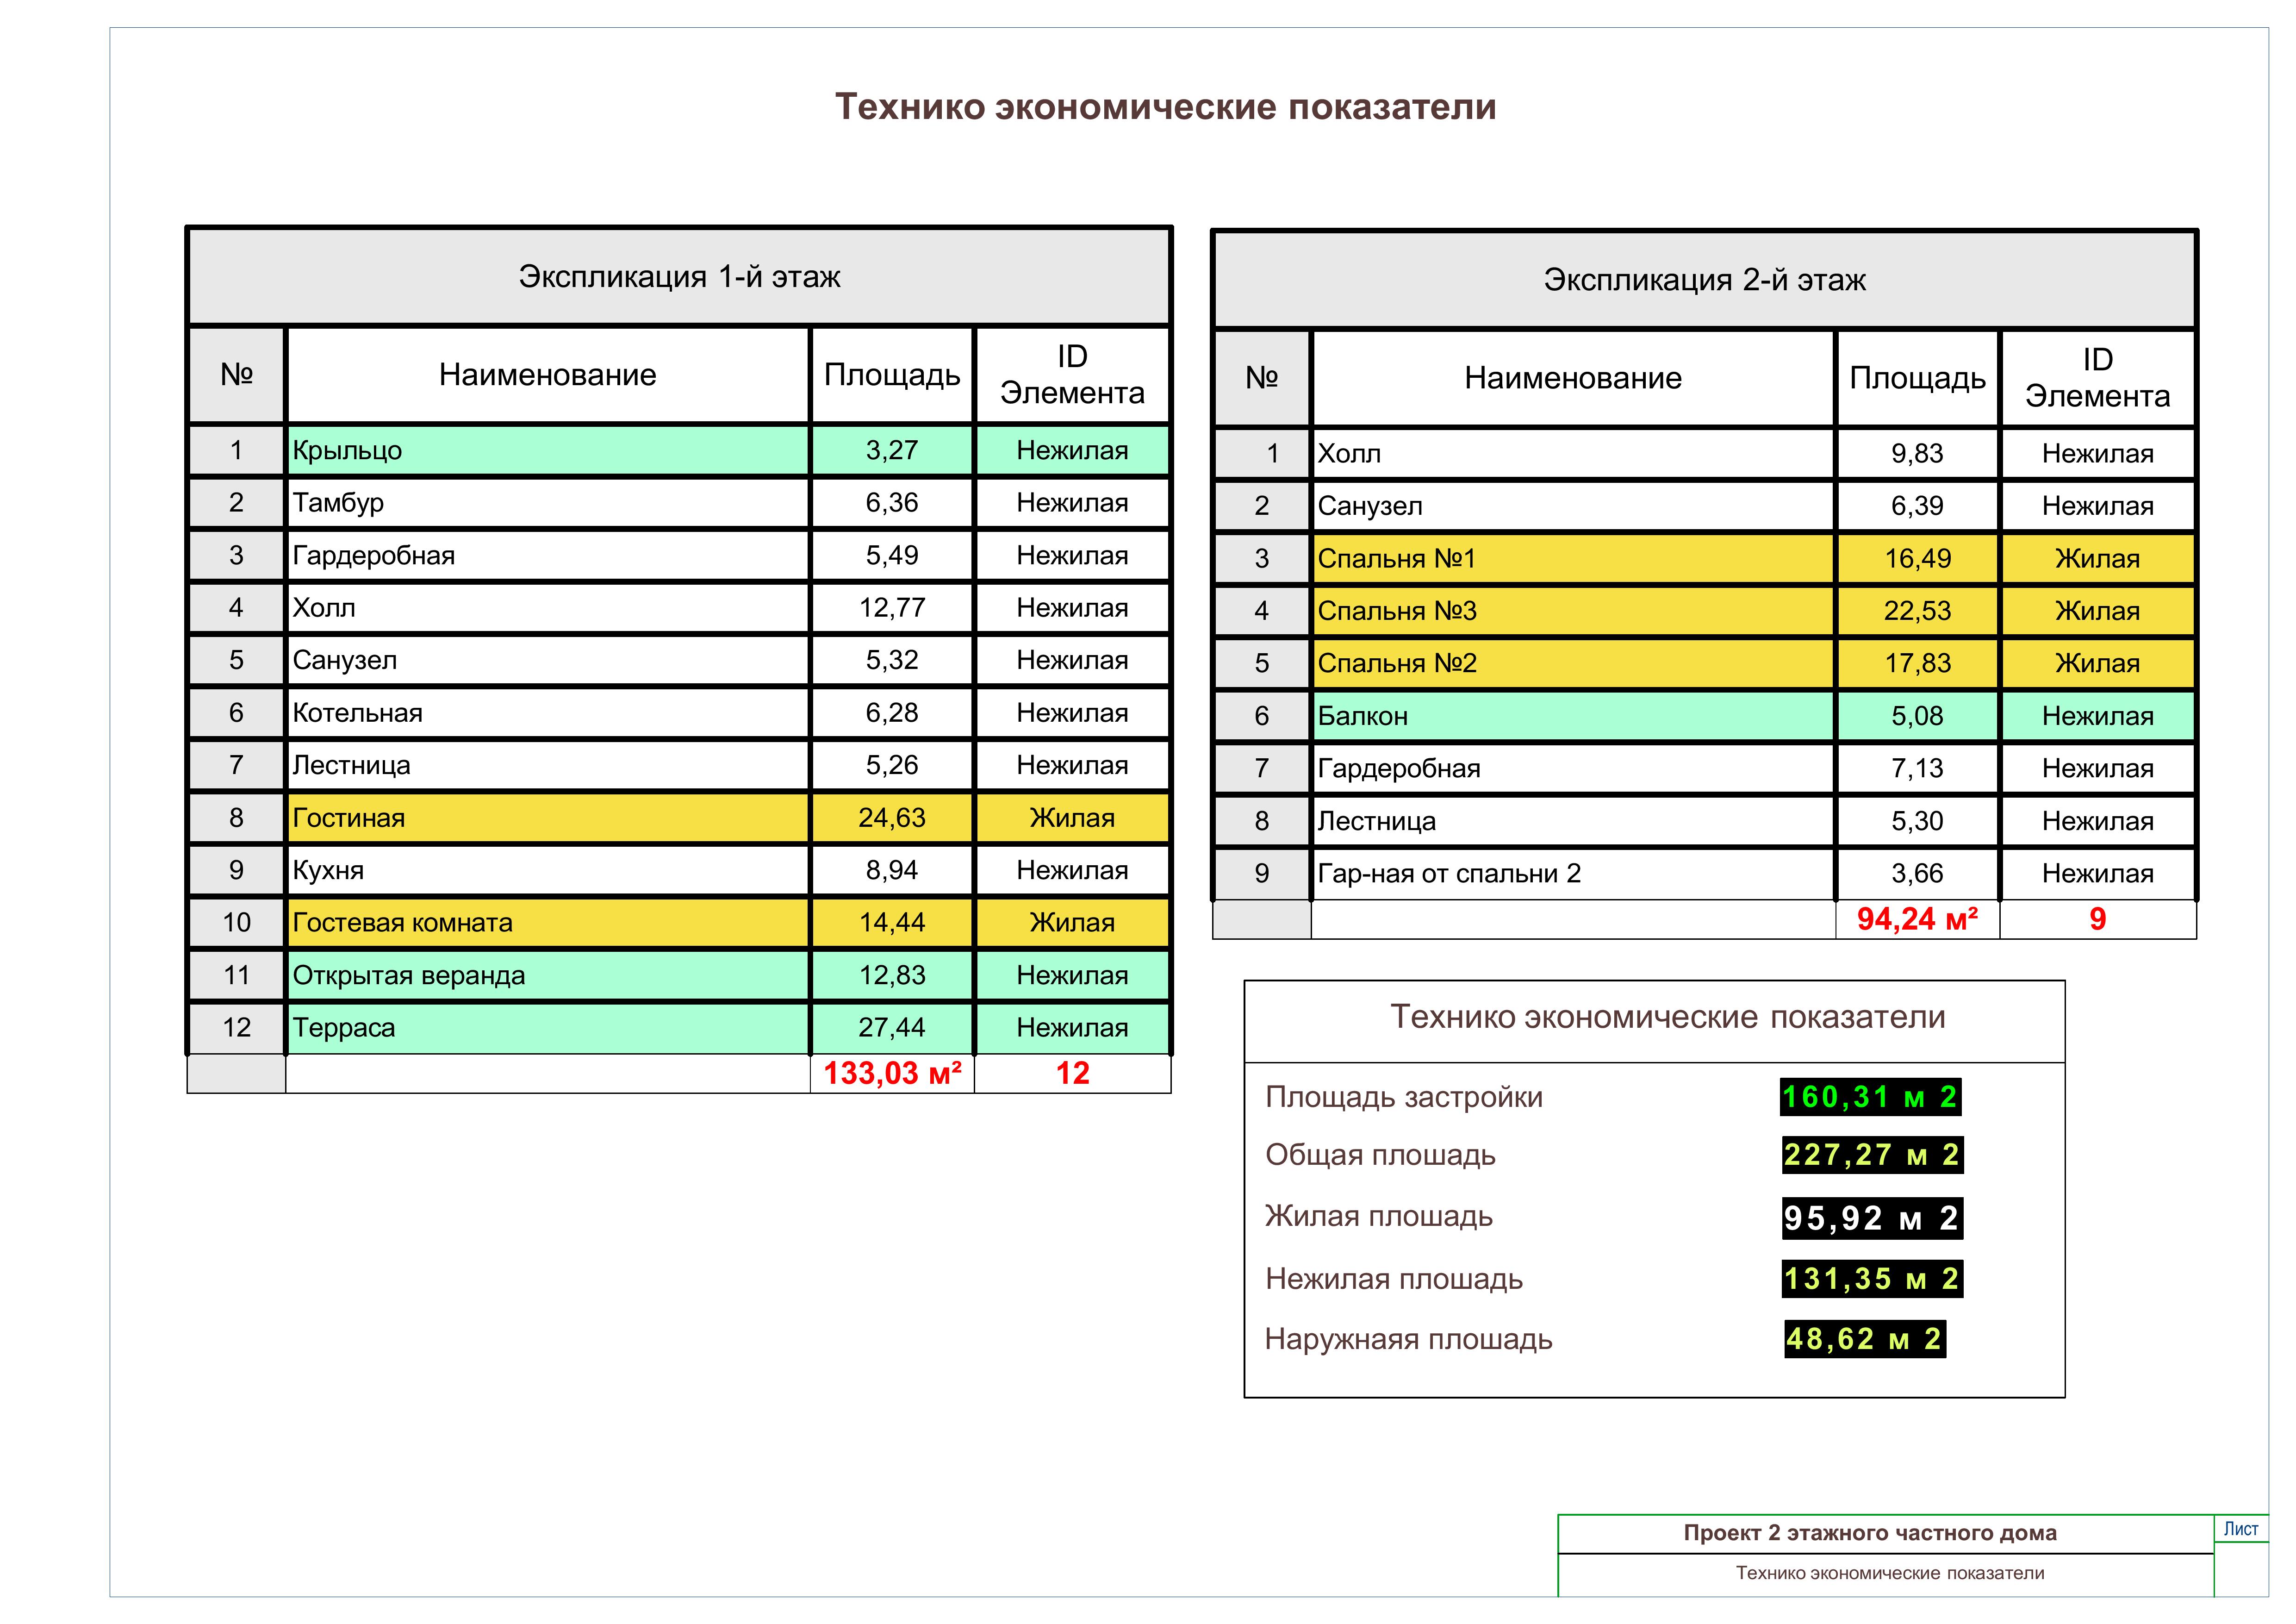 Технико экономические показатели
Экспликация 1-й этаж
№ Наименование Площадь ID Элемента
1 Крыльцо 3,27 Нежилая
2 Тамбур 6,36 Нежилая
3 Гардеробная 5,49 Нежилая
4 Холл 12,77 Нежилая
5 Санузел 5,32 Нежилая
6 Котельная 6,28 Нежилая
7 Лестница 5,26 Нежилая
8 Гостиная 24,63 Жилая
9 Кухня 8,94 Нежилая
10 Гостевая комната 14,44 Жилая
11 Открытая веранда 12,83 Нежилая
12 Терраса 27,44 Нежилая
133,03 м² 12
Экспликация 2-й этаж
№ Наименование Площадь ID Элемента
1 Холл 9,83 Нежилая
2 Санузел 6,39 Нежилая
3 Спальня №1 16,49 Жилая
4 Спальня №3 22,53 Жилая
5 Спальня №2 17,83 Жилая
6 Балкон 5,08 Нежилая
7 Гардеробная 7,13 Нежилая
8 Лестница 5,30 Нежилая
9 Гар-ная от спальни 2 3,66 Нежилая
94,24 м² 9
Технико экономические показатели
Площадь застройки 160,31 м 2
Общая плошадь 227,27 м 2
Жилая плошадь 95,92 м 2
Нежилая плошадь 131,35 м 2
Наружнаяя плошадь 48,62 м 2
Проект 2 этажного частного дома
Лист
Технико экономические показатели